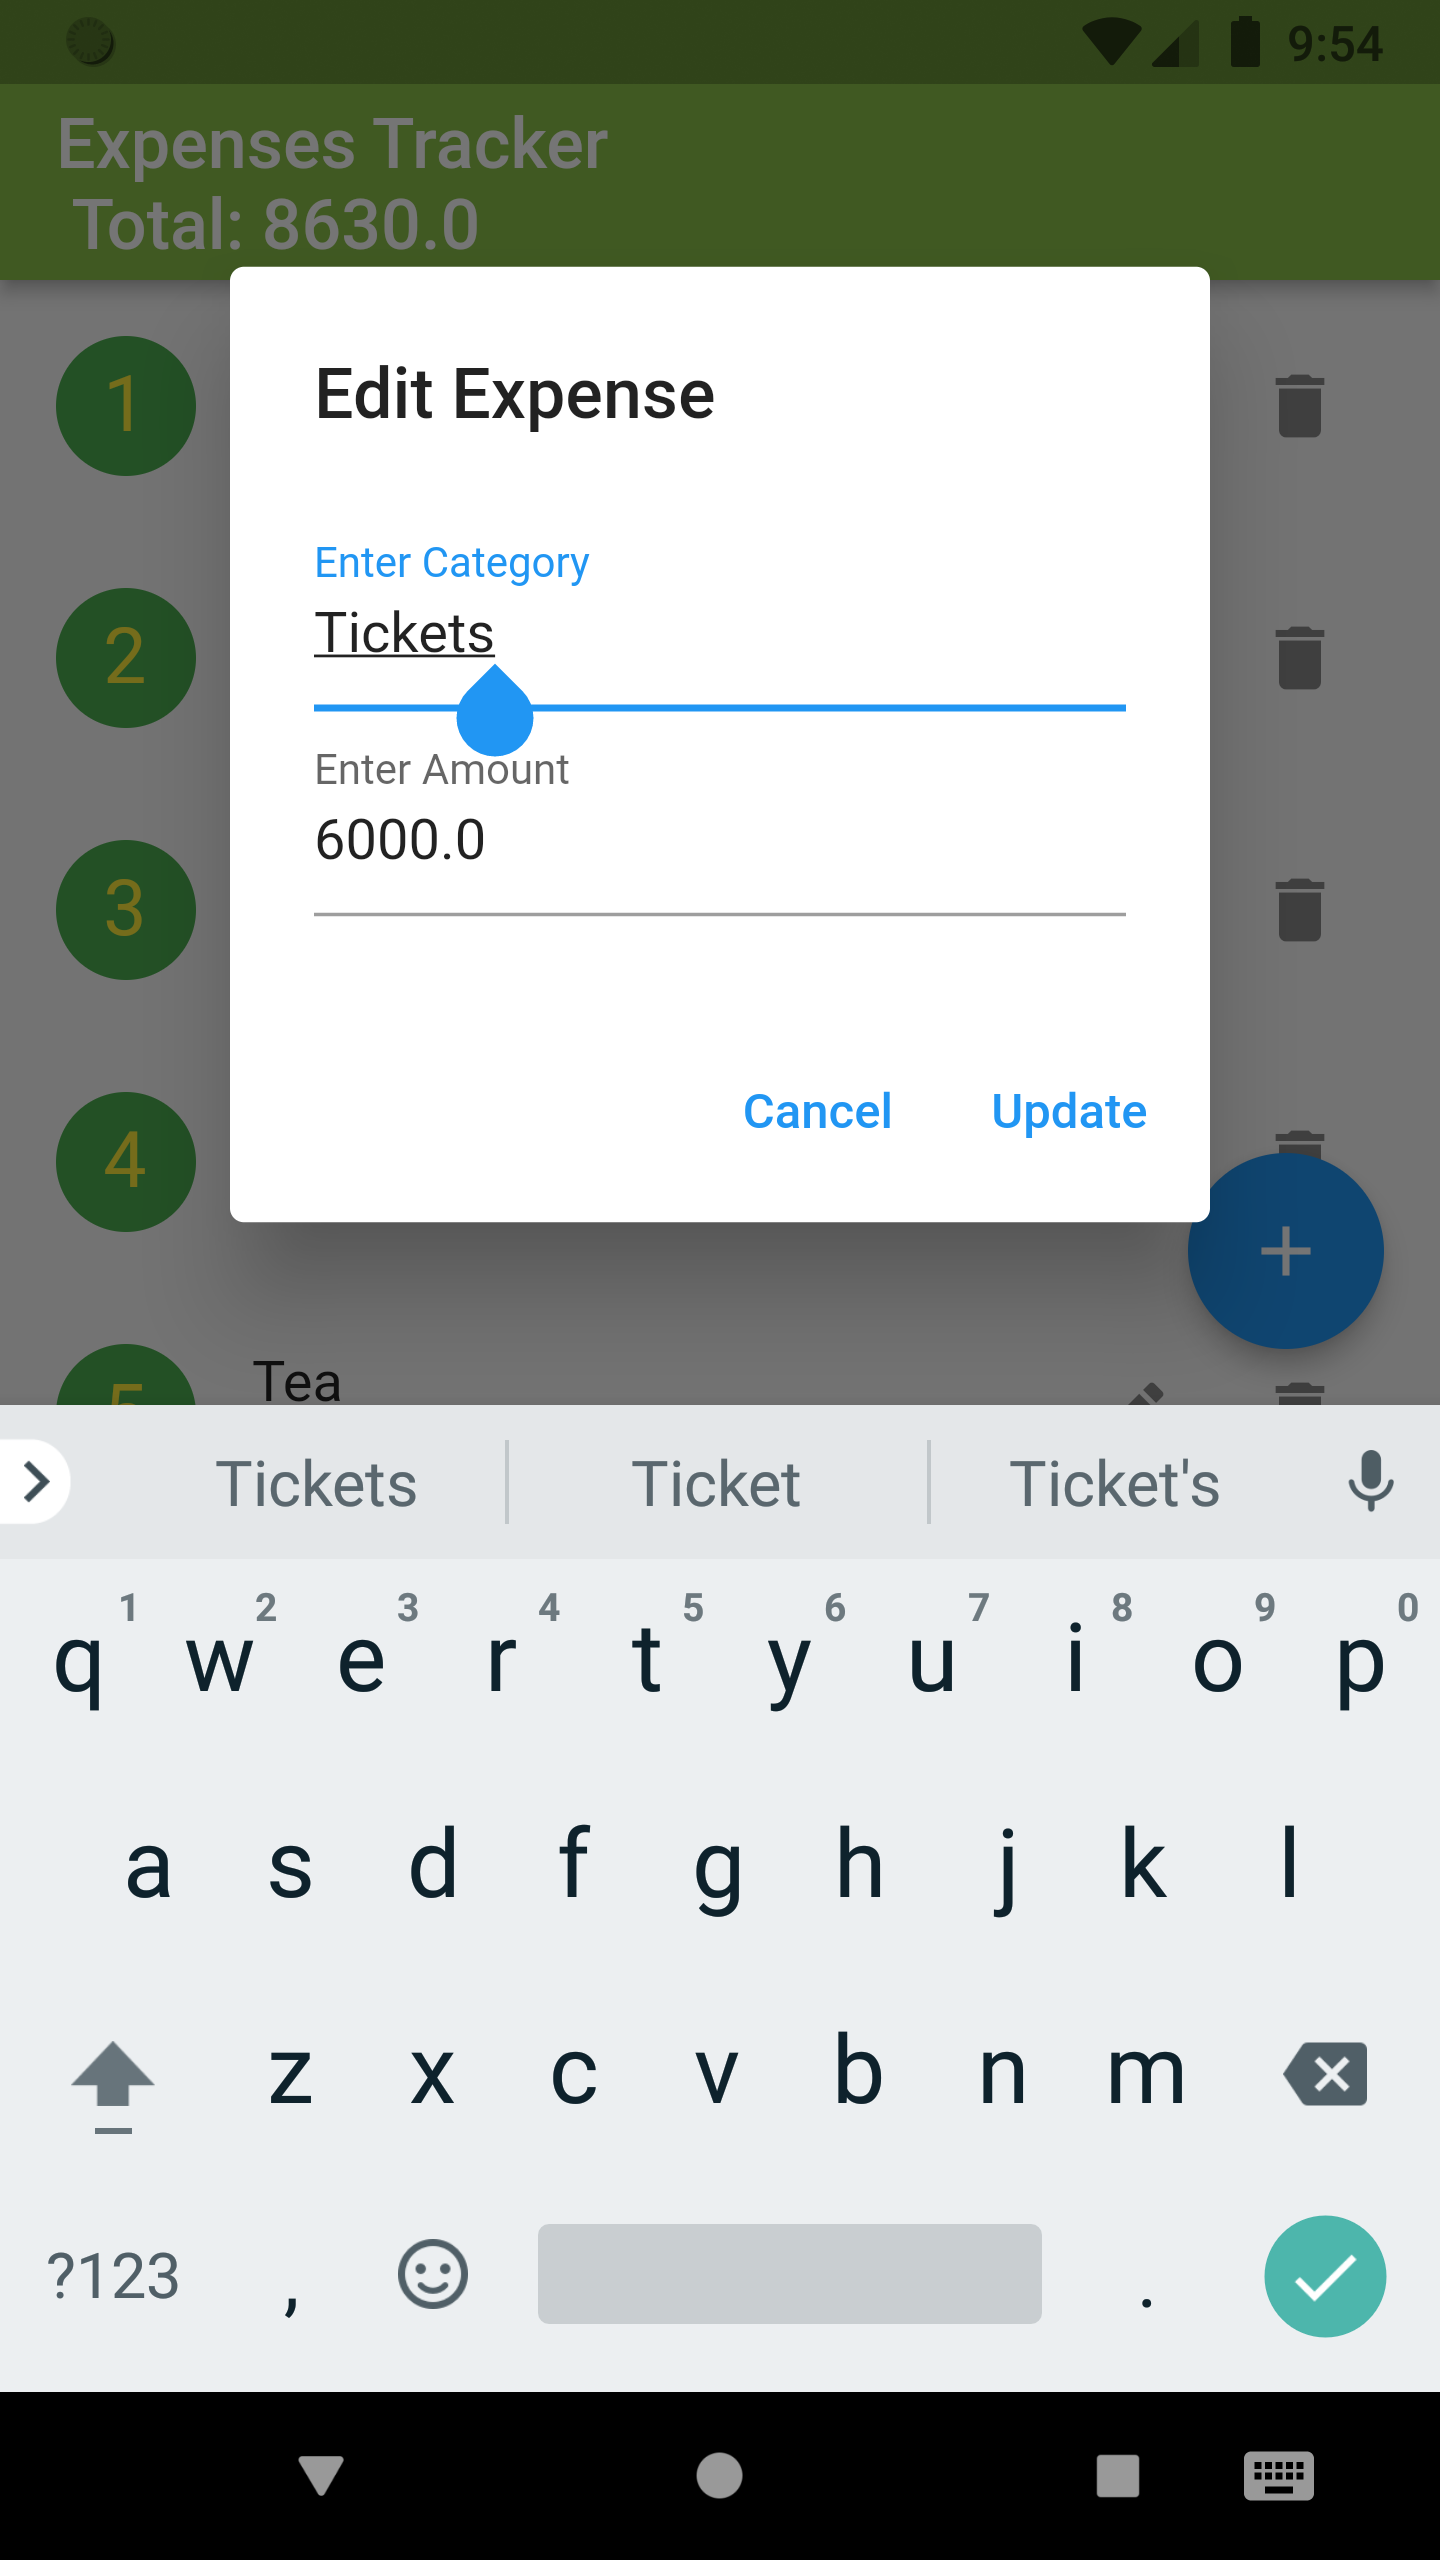 9:54
Expenses Tracker
Total: 8630.0
1
2
3
4
5
Edit Expense
Enter Category
Tickets
Enter Amount
6000.0
Cancel Update
+
Tea
Tickets Ticket Ticket's
1 2 3 4 5 6 7 8 9 0
q w e r t y u i o p
a s d f g h j k l
z x c v b n m
?123 , .